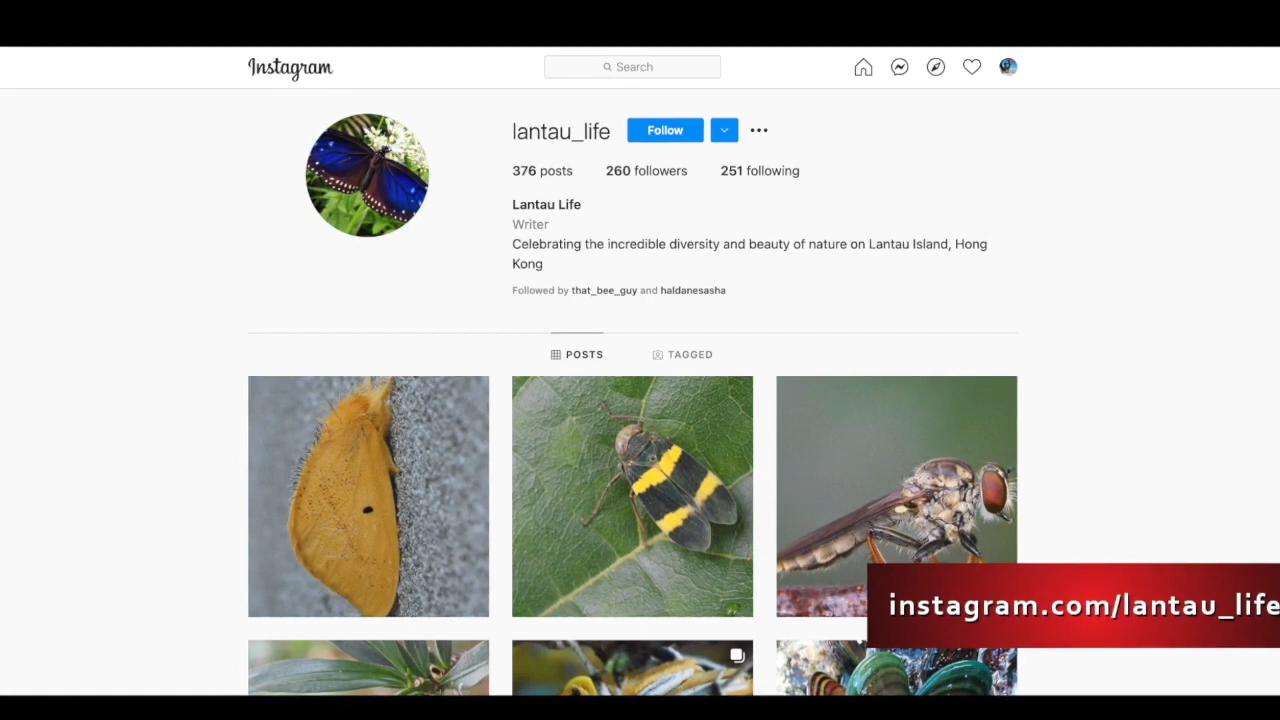 Instagram
Search
lantau_life Follow
376 posts 260 followers 251 following
Lantau Life
Writer
Celebrating the incredible diversity and beauty of nature on Lantau Island, Hong
Kong
Followed by that_bee_guy and haldanesasha
POSTS TAGGED
instagram.com/lantau_life